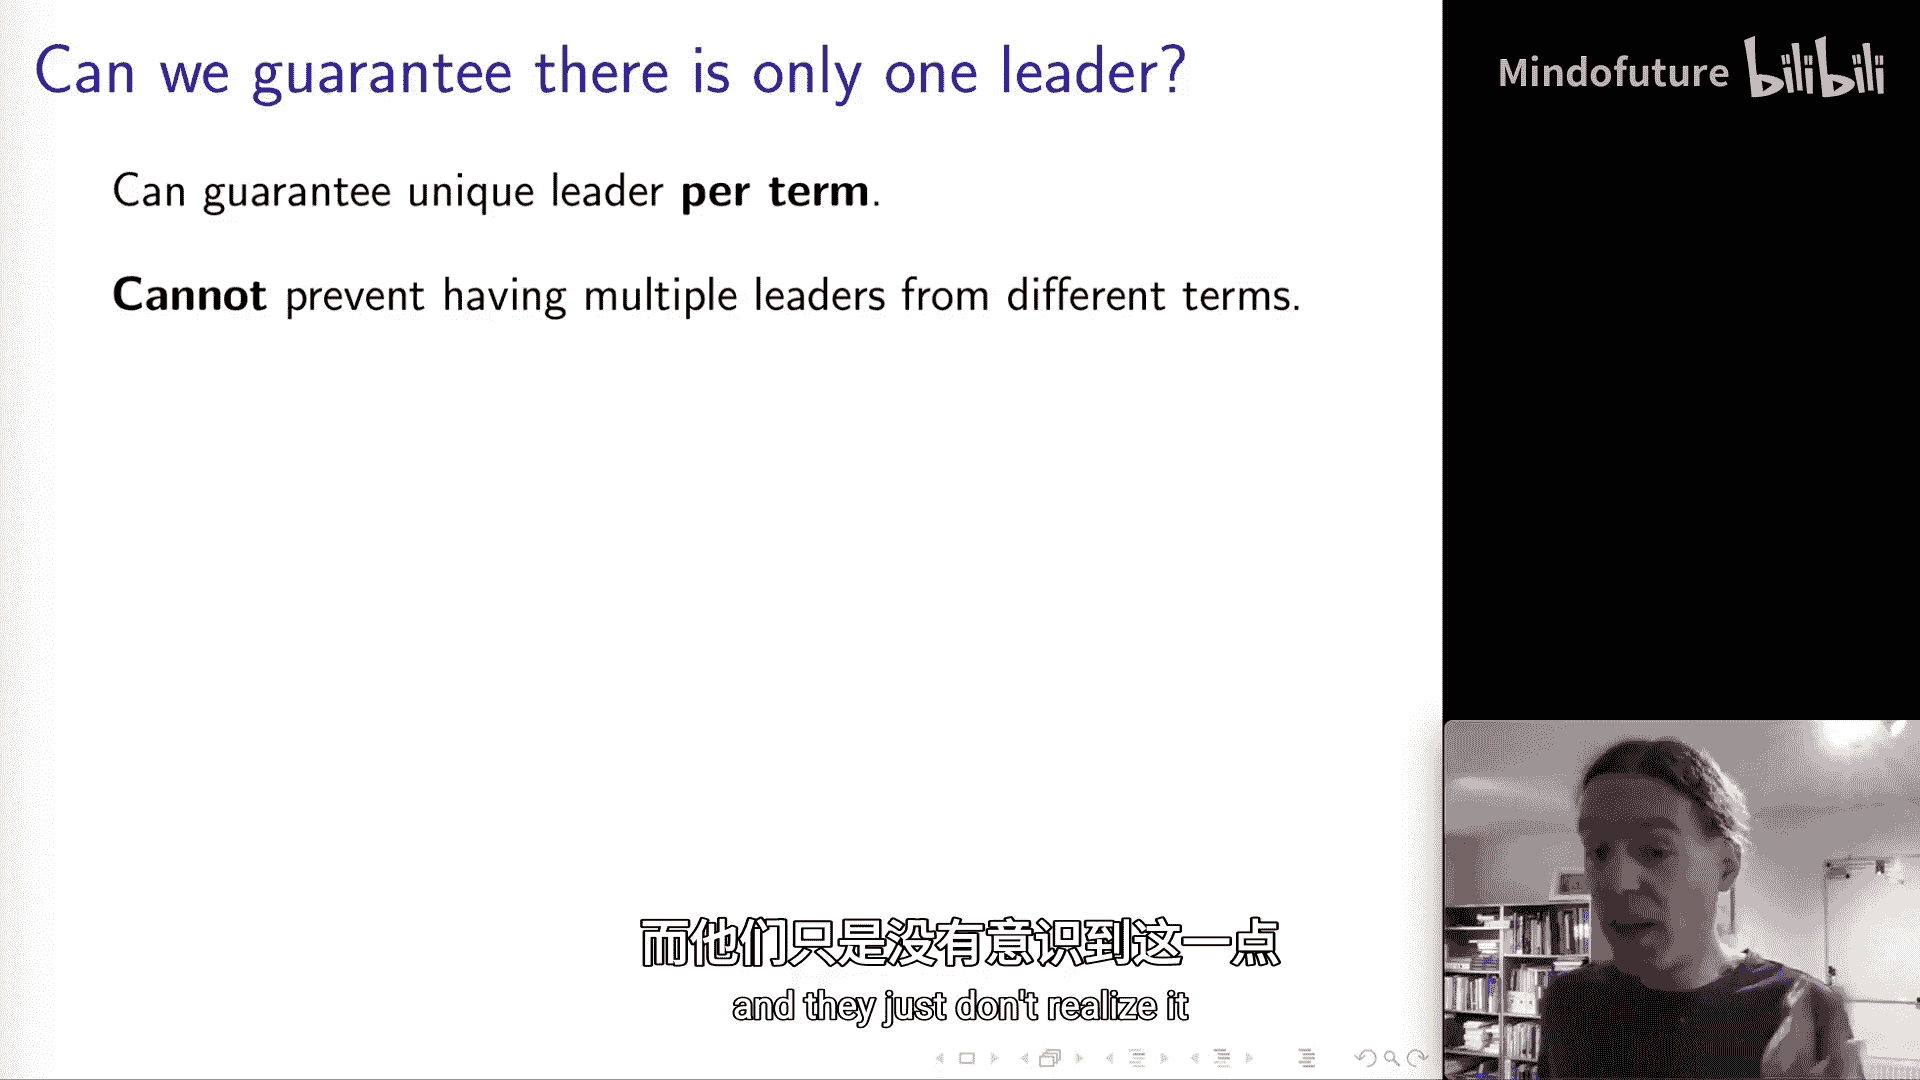 Can we guarantee there is only one leader?
Mindofuture bilibili
Can guarantee unique leader per term.
Cannot prevent having multiple leaders from different terms.
而他们只是没有意识到这一点
and they just don't realize it